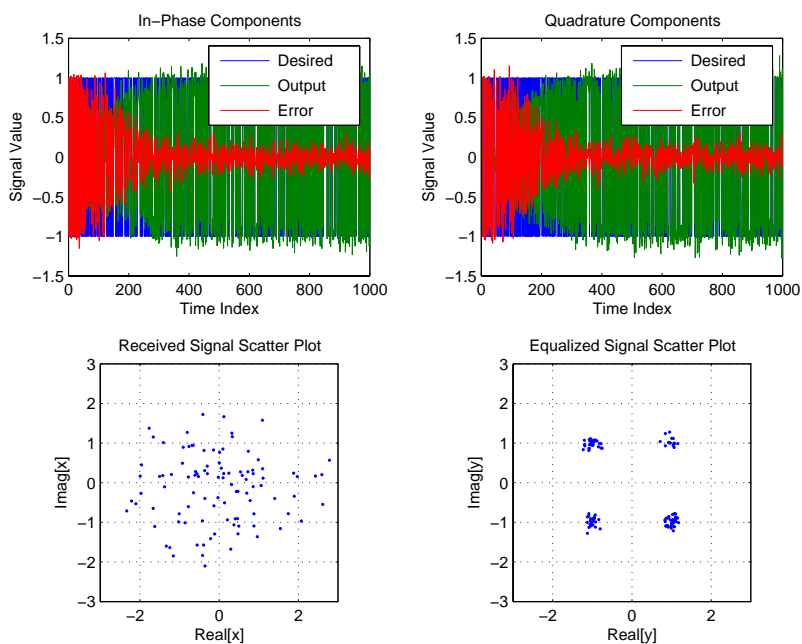 In−Phase Components
1.5
1
0.5
0
−0.5
−1
−1.5
Signal Value
Desired
Output
Error
0
200
400
600
800
1000
Time Index
Quadrature Components
1.5
1
0.5
0
−0.5
−1
−1.5
Signal Value
Desired
Output
Error
0
200
400
600
800
1000
Time Index
Received Signal Scatter Plot
3
2
1
0
−1
−2
−3
Imag[x]
−2
0
2
Real[x]
Equalized Signal Scatter Plot
3
2
1
0
−1
−2
−3
Imag[y]
−2
0
2
Real[y]